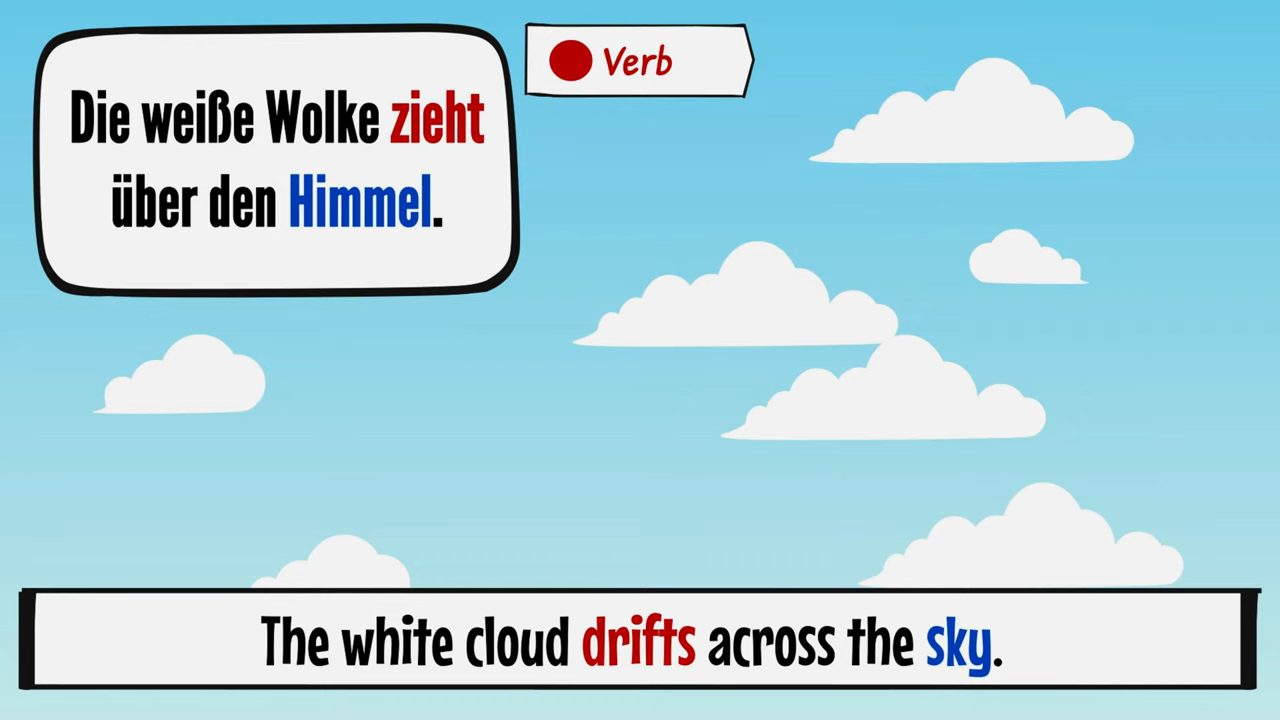 Die weiße Wolke zieht
über den Himmel.
Verb
The white cloud drifts across the sky.